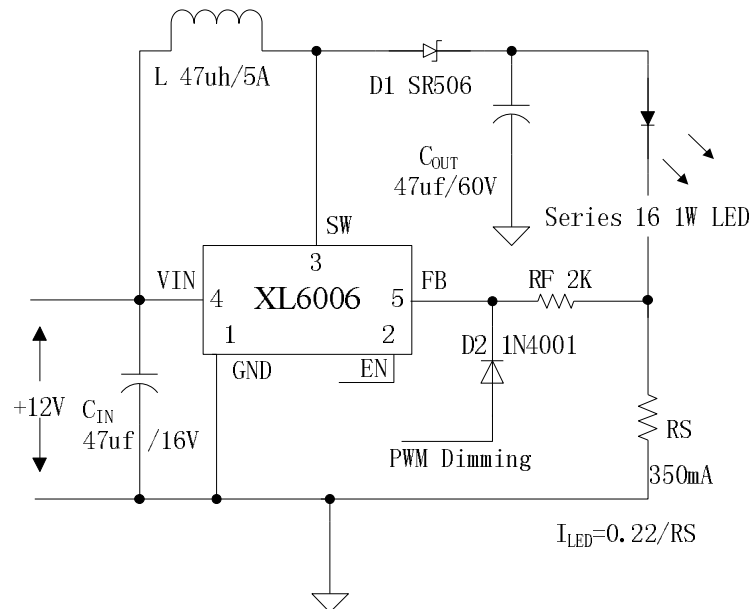 L 47uh/5A
D1 SR506
COUT
47uf/60V
Series 16 1W LED
SW
3
VIN
4
XL6006
5
FB
RF 2K
1
2
GND
EN
D2 1N4001
+12V
CIN
47uf /16V
PWM Dimming
RS
350mA
ILED=0.22/RS